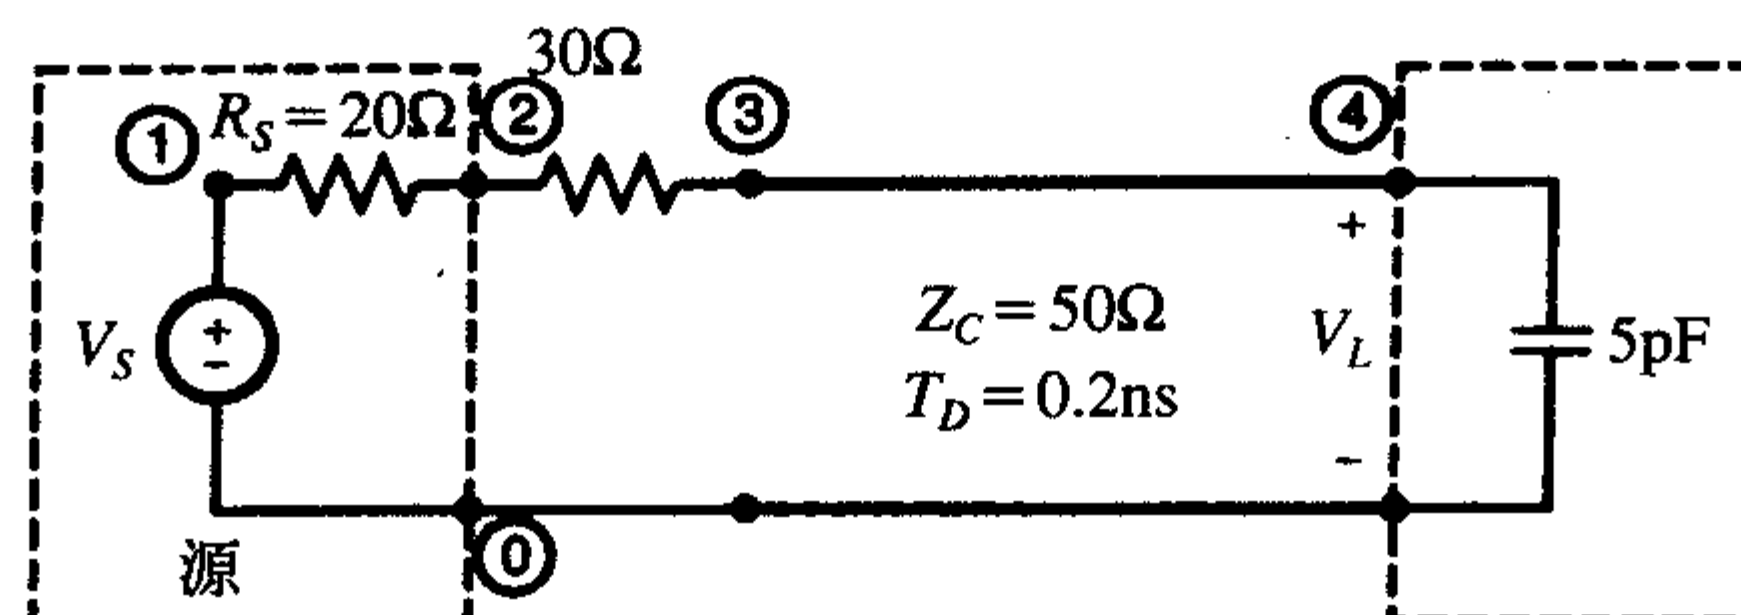 30Ω
① R_S = 20Ω ② ③ ④
V_S
+
−
Z_C = 50Ω
T_D = 0.2ns
+
V_L
−
5pF
源
⓪